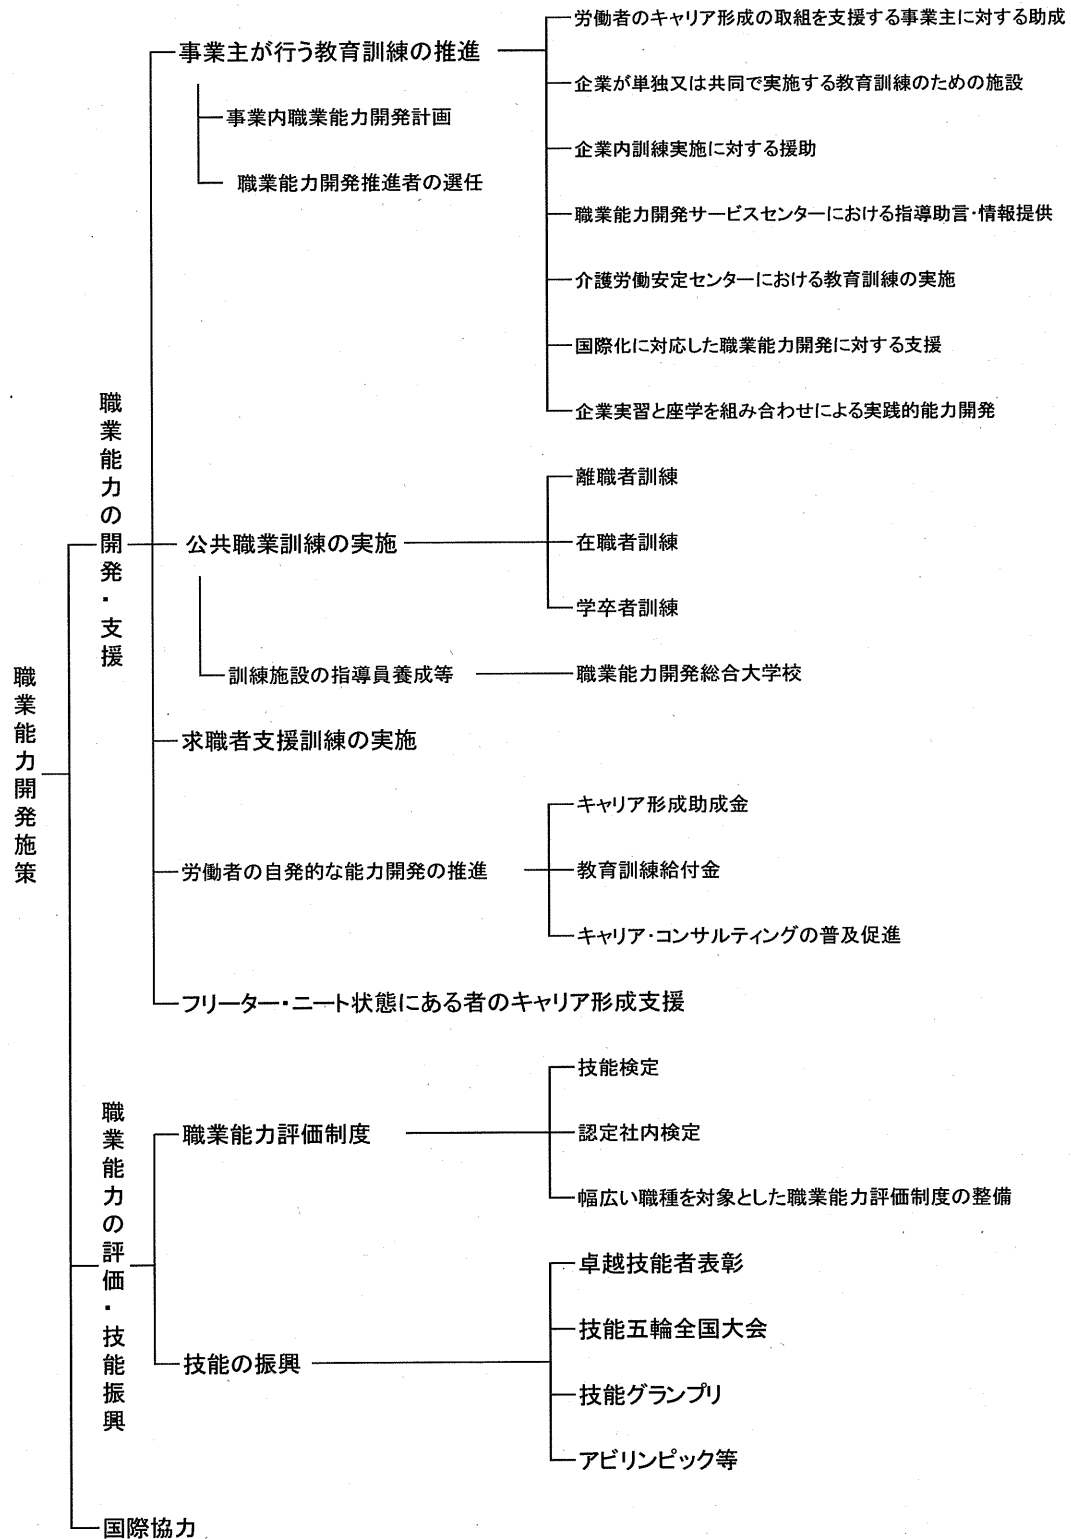 職業能力開発施策
職業能力の開発・支援
事業主が行う教育訓練の推進
事業内職業能力開発計画
職業能力開発推進者の選任
労働者のキャリア形成の取組を支援する事業主に対する助成
企業が単独又は共同で実施する教育訓練のための施設
企業内訓練実施に対する援助
職業能力開発サービスセンターにおける指導助言・情報提供
介護労働安定センターにおける教育訓練の実施
国際化に対応した職業能力開発に対する支援
企業実習と座学を組み合わせによる実践的能力開発
公共職業訓練の実施
離職者訓練
在職者訓練
学卒者訓練
訓練施設の指導員養成等
職業能力開発総合大学校
求職者支援訓練の実施
労働者の自発的な能力開発の推進
キャリア形成助成金
教育訓練給付金
キャリア・コンサルティングの普及促進
フリーター・ニート状態にある者のキャリア形成支援
職業能力の評価・技能振興
職業能力評価制度
技能検定
認定社内検定
幅広い職種を対象とした職業能力評価制度の整備
技能の振興
卓越技能者表彰
技能五輪全国大会
技能グランプリ
アビリンピック等
国際協力